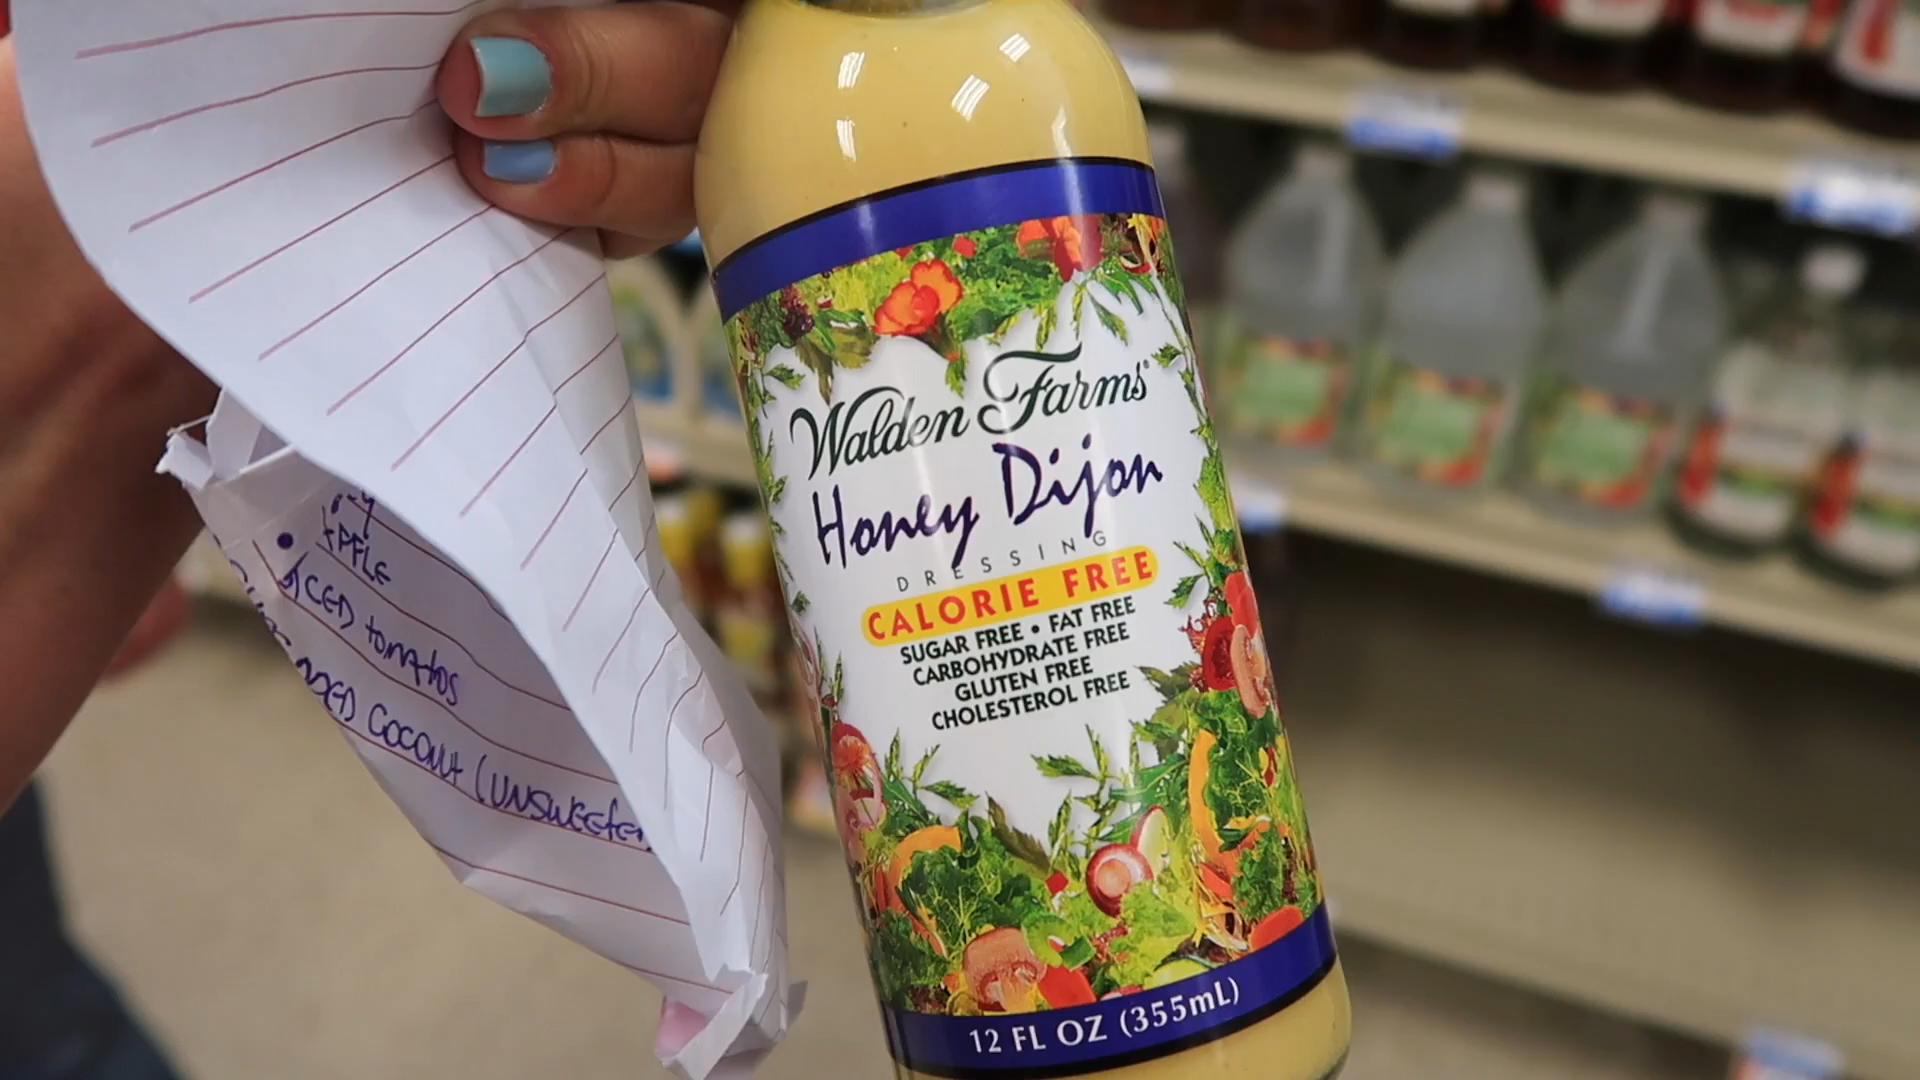 Walden Farms
Honey Dijon
DRESSING
CALORIE FREE
SUGAR FREE • FAT FREE
CARBOHYDRATE FREE
GLUTEN FREE
CHOLESTEROL FREE
12 FL OZ (355mL)
tomatos
Coconut (UNSWEETE